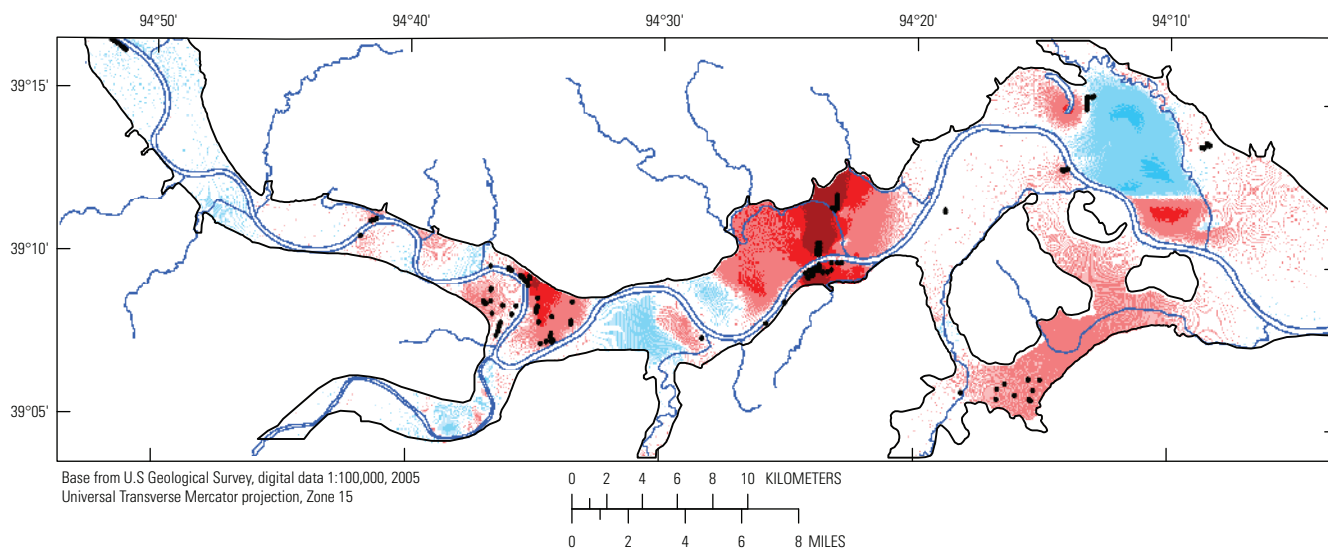 94°50' 94°40' 94°30' 94°20' 94°10'
39°15'
39°10'
39°05'
Base from U.S Geological Survey, digital data 1:100,000, 2005
Universal Transverse Mercator projection, Zone 15
0 2 4 6 8 10 KILOMETERS
0 2 4 6 8 MILES